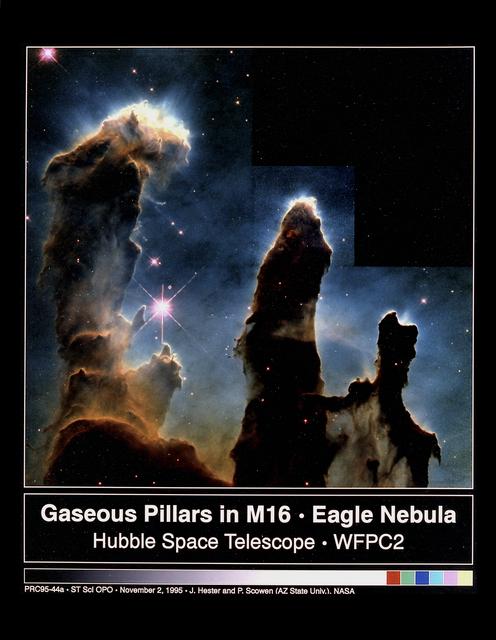 Gaseous Pillars in M16 • Eagle Nebula
Hubble Space Telescope • WFPC2
PRC95-44a • ST ScI OPO • November 2, 1995 • J. Hester and P. Scowen (AZ State Univ.), NASA